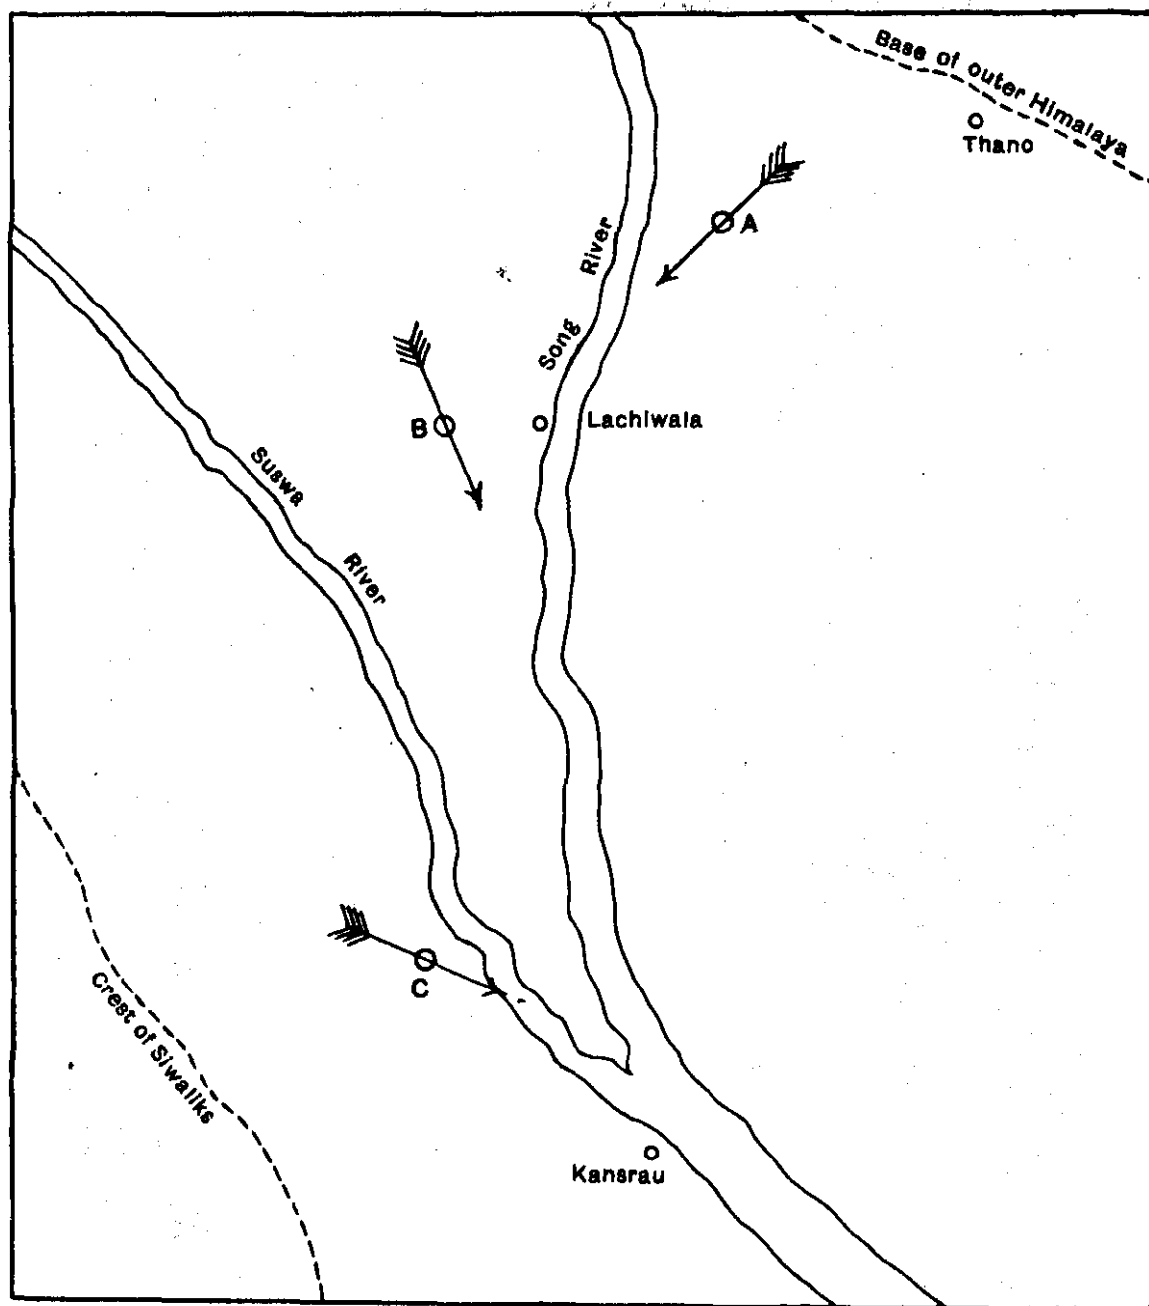 Base of outer Himalaya
Thano
A
River
Song
B
Lachiwala
Suswa
River
C
Crest of Siwaliks
Kansrau